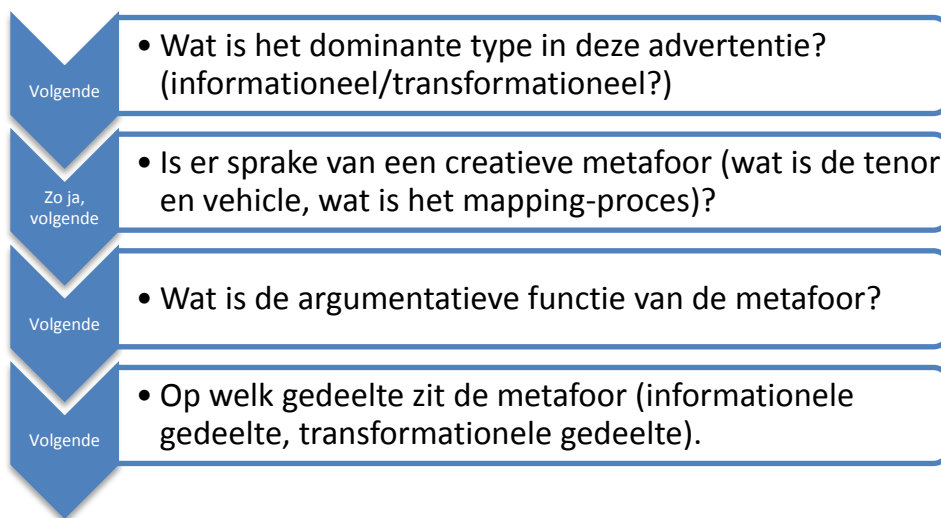 Volgende
• Wat is het dominante type in deze advertentie?
(informationeel/transformationeel?)
Zo ja,
volgende
• Is er sprake van een creatieve metafoor (wat is de tenor
en vehicle, wat is het mapping-proces)?
Volgende
• Wat is de argumentatieve functie van de metafoor?
Volgende
• Op welk gedeelte zit de metafoor (informationele
gedeelte, transformationele gedeelte).